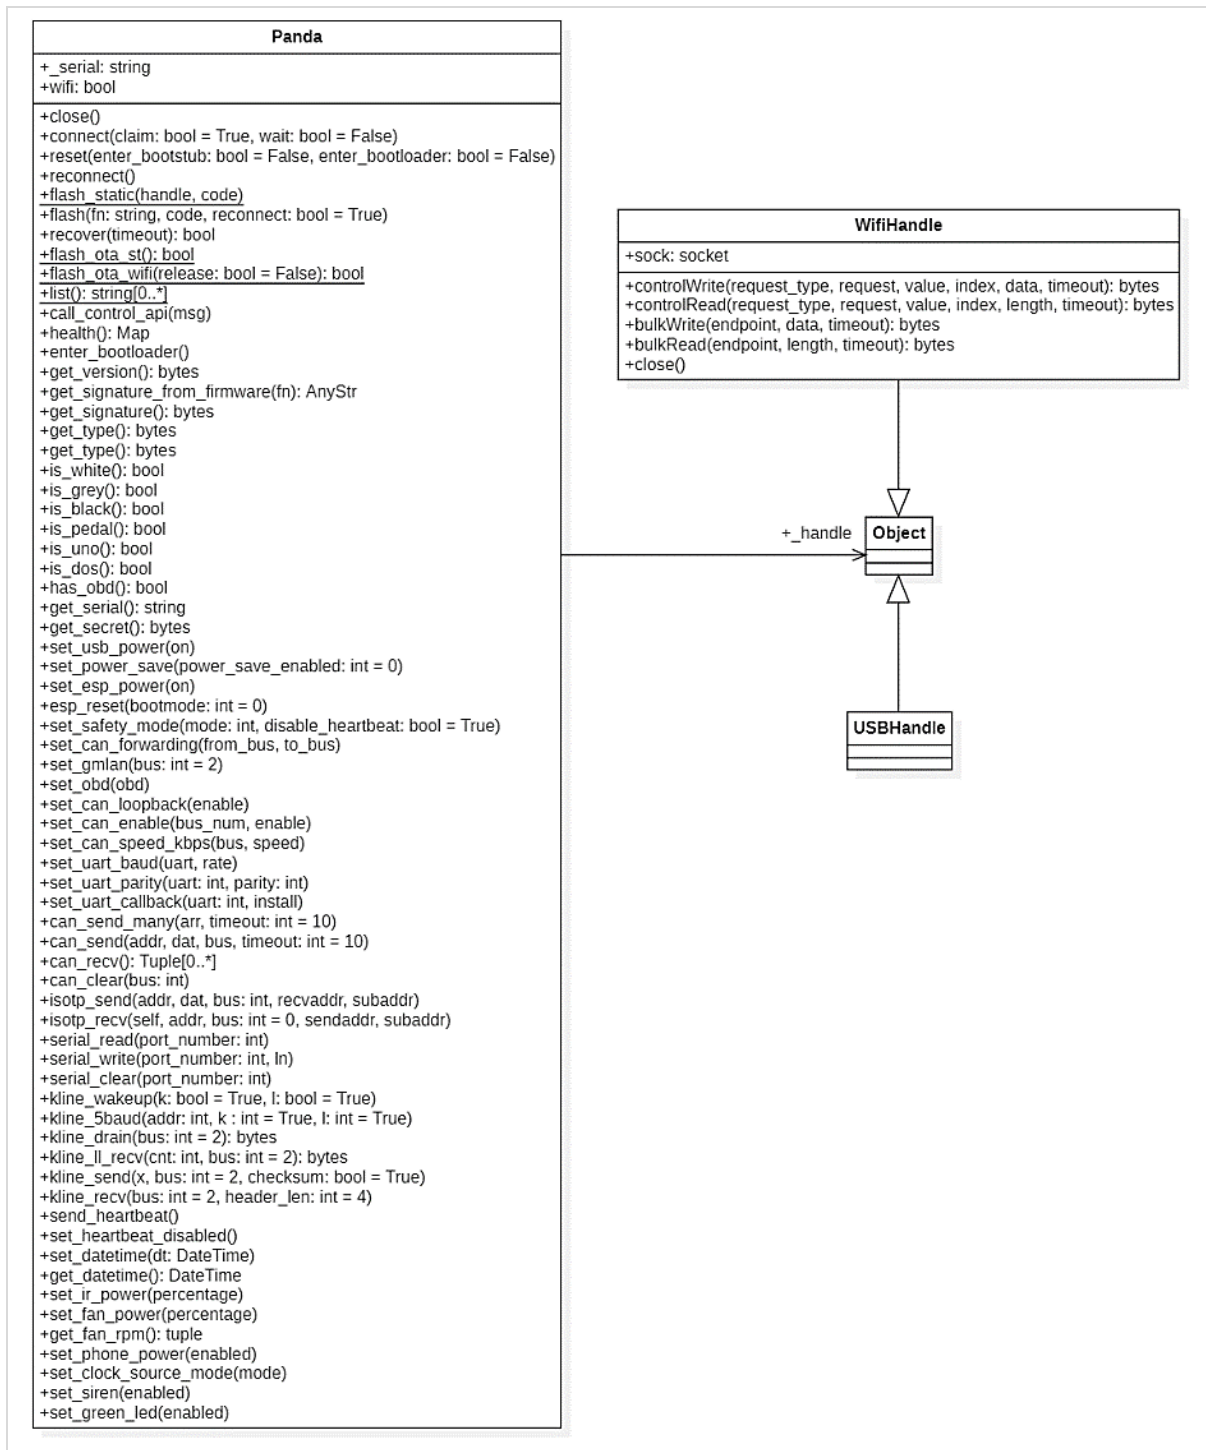 Panda
+_serial: string
+wifi: bool
+close()
+connect(claim: bool = True, wait: bool = False)
+reset(enter_bootstub: bool = False, enter_bootloader: bool = False)
+reconnect()
+flash_static(handle, code)
+flash(fn: string, code, reconnect: bool = True)
+recover(timeout): bool
+flash_ota_st(): bool
+flash_ota_wifi(release: bool = False): bool
+list(): string[0..*]
+call_control_api(msg)
+health(): Map
+enter_bootloader()
+get_version(): bytes
+get_signature_from_firmware(fn): AnyStr
+get_signature(): bytes
+get_type(): bytes
+get_type(): bytes
+is_white(): bool
+is_grey(): bool
+is_black(): bool
+is_pedal(): bool
+is_uno(): bool
+is_dos(): bool
+has_obd(): bool
+get_serial(): string
+get_secret(): bytes
+set_usb_power(on)
+set_power_save(power_save_enabled: int = 0)
+set_esp_power(on)
+esp_reset(bootmode: int = 0)
+set_safety_mode(mode: int, disable_heartbeat: bool = True)
+set_can_forwarding(from_bus, to_bus)
+set_gmlan(bus: int = 2)
+set_obd(obd)
+set_can_loopback(enable)
+set_can_enable(bus_num, enable)
+set_can_speed_kbps(bus, speed)
+set_uart_baud(uart, rate)
+set_uart_parity(uart: int, parity: int)
+set_uart_callback(uart: int, install)
+can_send_many(arr, timeout: int = 10)
+can_send(addr, dat, bus, timeout: int = 10)
+can_recv(): Tuple[0..*]
+can_clear(bus: int)
+isotp_send(addr, dat, bus: int, recvaddr, subaddr)
+isotp_recv(self, addr, bus: int = 0, sendaddr, subaddr)
+serial_read(port_number: int)
+serial_write(port_number: int, ln)
+serial_clear(port_number: int)
+kline_wakeup(k: bool = True, l: bool = True)
+kline_5baud(addr: int, k : int = True, l: int = True)
+kline_drain(bus: int = 2): bytes
+kline_ll_recv(cnt: int, bus: int = 2): bytes
+kline_send(x, bus: int = 2, checksum: bool = True)
+kline_recv(bus: int = 2, header_len: int = 4)
+send_heartbeat()
+set_heartbeat_disabled()
+set_datetime(dt: DateTime)
+get_datetime(): DateTime
+set_ir_power(percentage)
+set_fan_power(percentage)
+get_fan_rpm(): tuple
+set_phone_power(enabled)
+set_clock_source_mode(mode)
+set_siren(enabled)
+set_green_led(enabled)
WifiHandle
+sock: socket
+controlWrite(request_type, request, value, index, data, timeout): bytes
+controlRead(request_type, request, value, index, length, timeout): bytes
+bulkWrite(endpoint, data, timeout): bytes
+bulkRead(endpoint, length, timeout): bytes
+close()
+_handle
Object
USBHandle